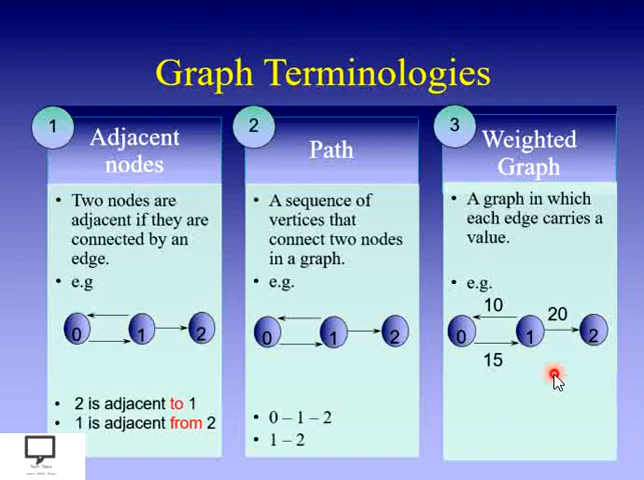 Graph Terminologies
1
Adjacent
nodes
• Two nodes are
adjacent if they are
connected by an
edge.
• e.g
0 1 2
• 2 is adjacent to 1
• 1 is adjacent from 2
2
Path
• A sequence of
vertices that
connect two nodes
in a graph.
• e.g.
0 1 2
• 0 – 1 – 2
• 1 – 2
3
Weighted
Graph
• A graph in which
each edge carries a
value.
• e.g.
10
20
0 1 2
15